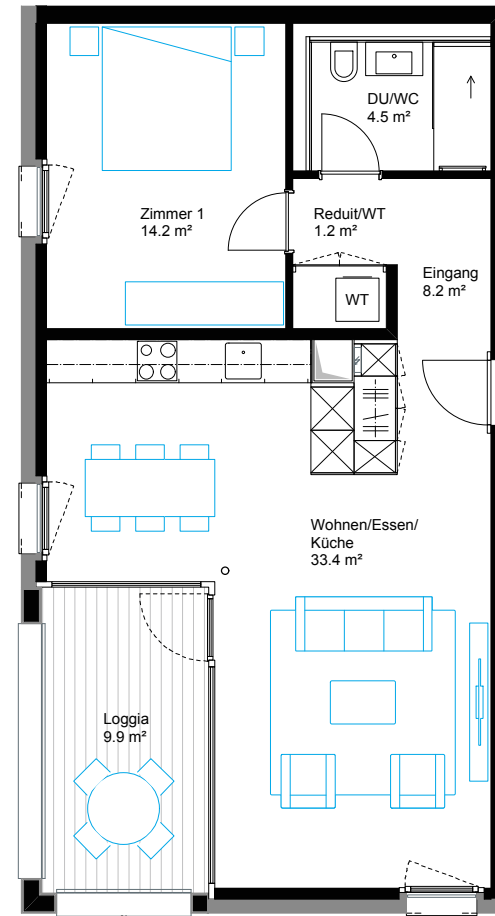 DU/WC
4.5 m²
Zimmer 1
14.2 m²
Reduit/WT
1.2 m²
Eingang
8.2 m²
WT
Wohnen/Essen/
Küche
33.4 m²
Loggia
9.9 m²